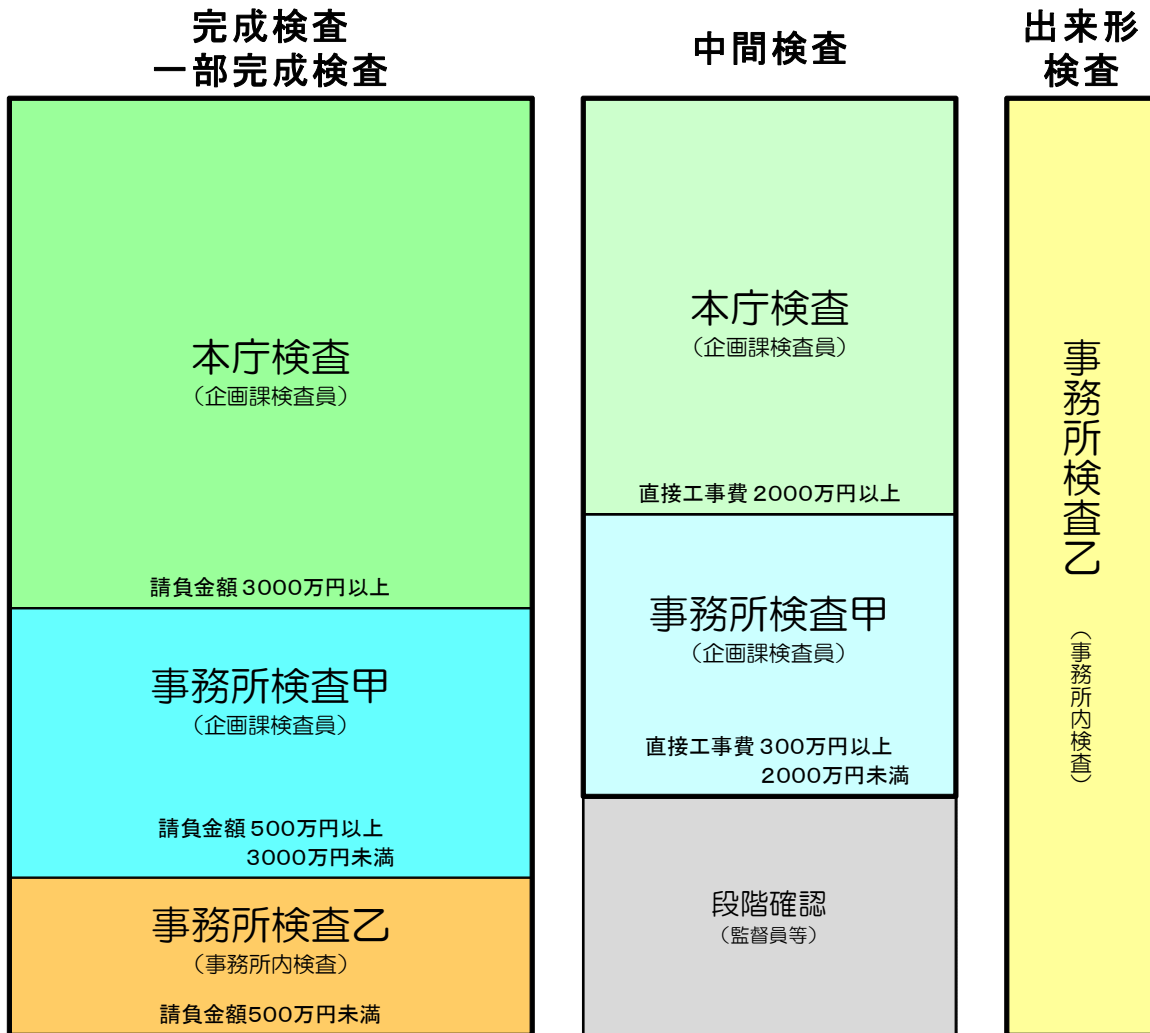 完成検査
一部完成検査
本庁検査
（企画課検査員）
請負金額 3000万円以上
事務所検査甲
（企画課検査員）
請負金額 500万円以上
3000万円未満
事務所検査乙
（事務所内検査）
請負金額500万円未満
中間検査
本庁検査
（企画課検査員）
直接工事費 2000万円以上
事務所検査甲
（企画課検査員）
直接工事費 300万円以上
2000万円未満
段階確認
（監督員等）
出来形
検査
事務所検査乙
（事務所内検査）